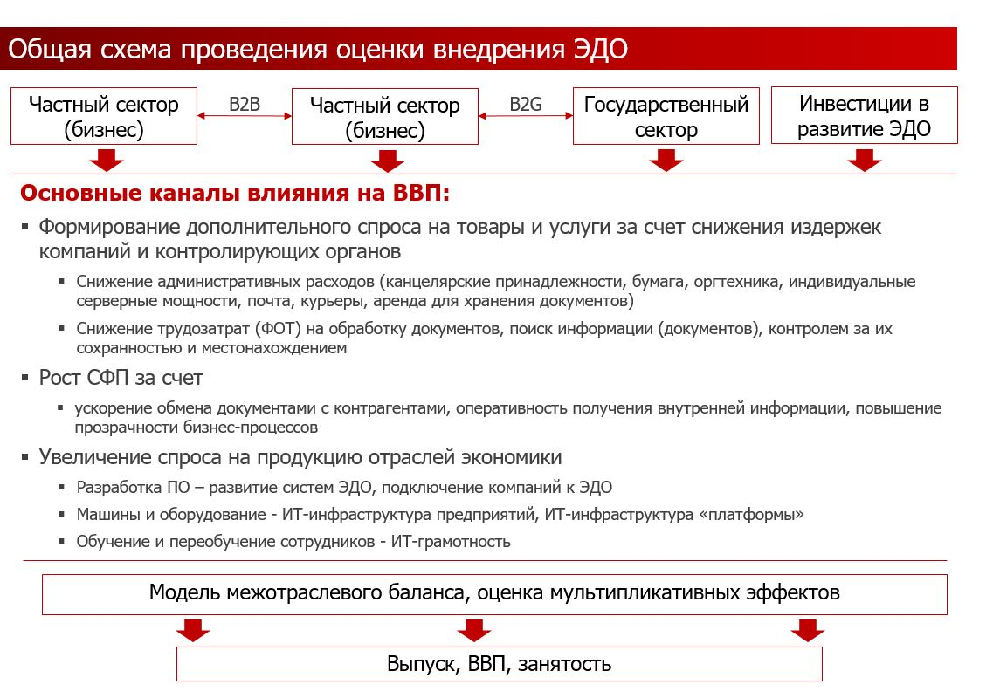 Общая схема проведения оценки внедрения ЭДО
Частный сектор
(бизнес)
B2B
Частный сектор
(бизнес)
B2G
Государственный
сектор
Инвестиции в
развитие ЭДО
Основные каналы влияния на ВВП:
▪ Формирование дополнительного спроса на товары и услуги за счет снижения издержек
компаний и контролирующих органов
▪ Снижение административных расходов (канцелярские принадлежности, бумага, оргтехника, индивидуальные
серверные мощности, почта, курьеры, аренда для хранения документов)
▪ Снижение трудозатрат (ФОТ) на обработку документов, поиск информации (документов), контролем за их
сохранностью и местонахождением
▪ Рост СФП за счет
▪ ускорение обмена документами с контрагентами, оперативность получения внутренней информации, повышение
прозрачности бизнес-процессов
▪ Увеличение спроса на продукцию отраслей экономики
▪ Разработка ПО – развитие систем ЭДО, подключение компаний к ЭДО
▪ Машины и оборудование - ИТ-инфраструктура предприятий, ИТ-инфраструктура «платформы»
▪ Обучение и переобучение сотрудников - ИТ-грамотность
Модель межотраслевого баланса, оценка мультипликативных эффектов
Выпуск, ВВП, занятость